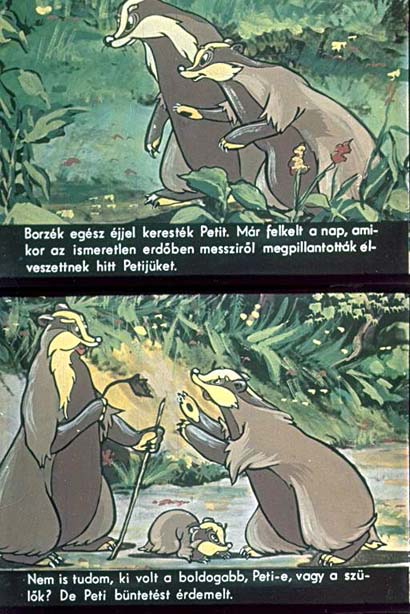 Borzék egész éjjel keresték Petit. Már felkelt a nap, ami-
kor az ismeretlen erdőben messziről megpillantották él-
veszettnek hitt Petijüket.
Nem is tudom, ki volt a boldogabb, Peti-e, vagy a szü-
lők? De Peti büntetést érdemelt.